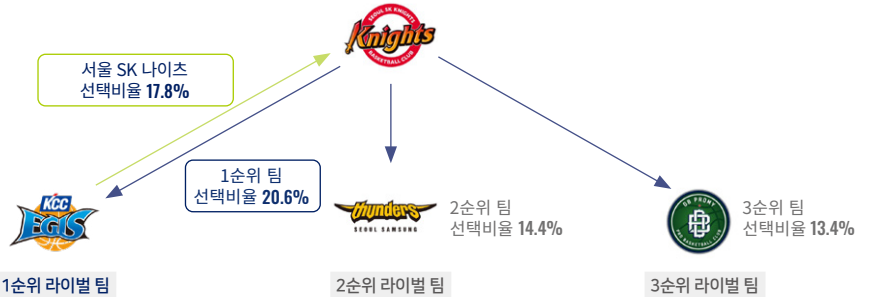 SEOUL SK KNIGHTS
Knights
BASKETBALL CLUB
서울 SK 나이츠
선택비율 17.8%
1순위 팀
선택비율 20.6%
KCC
EGIS
thunders
SEOUL SAMSUNG
2순위 팀
선택비율 14.4%
DB PROMY
DB
PRO BASKETBALL CLUB
3순위 팀
선택비율 13.4%
1순위 라이벌 팀
2순위 라이벌 팀
3순위 라이벌 팀